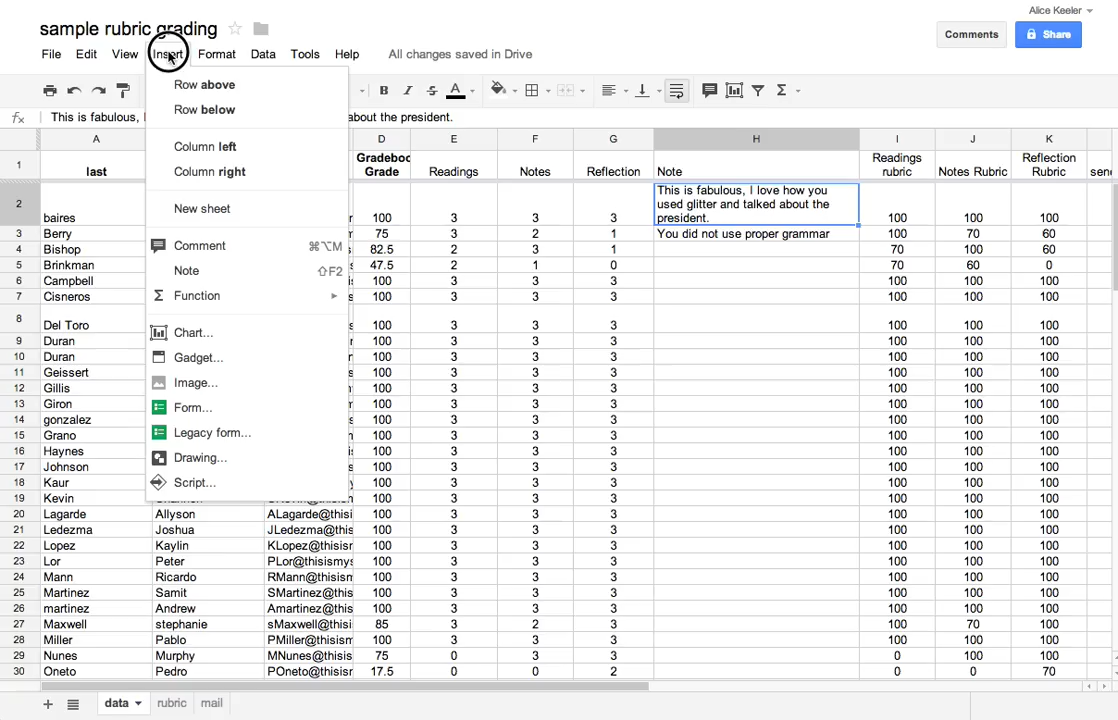 Alice Keeler
sample rubric grading
Comments
Share
File Edit View Insert Format Data Tools Help All changes saved in Drive
Row above
Row below
Column left
Column right
New sheet
Comment ⌘⌥M
Note ⇧F2
Σ Function
Chart...
Gadget...
Image...
Form...
Legacy form...
Drawing...
Script...
B I S A Σ
fx This is fabulous, about the president.
A D E F G H I J K
1 last Gradebook Grade Readings Notes Reflection Note Readings rubric Notes Rubric Reflection Rubric
2 baires 100 3 3 3 This is fabulous, I love how you used glitter and talked about the president. 100 100 100
3 Berry 75 3 2 1 You did not use proper grammar 100 70 60
4 Bishop 82.5 2 3 1 70 100 60
5 Brinkman 47.5 2 1 0 70 60 0
6 Campbell 100 3 3 3 100 100 100
7 Cisneros 100 3 3 3 100 100 100
8 Del Toro 100 3 3 3 100 100 100
9 Duran 100 3 3 3 100 100 100
10 Duran 100 3 3 3 100 100 100
11 Geissert 100 3 3 3 100 100 100
12 Gillis 100 3 3 3 100 100 100
13 Giron 100 3 3 3 100 100 100
14 gonzalez 100 3 3 3 100 100 100
15 Grano 100 3 3 3 100 100 100
16 Haynes 100 3 3 3 100 100 100
17 Johnson 100 3 3 3 100 100 100
18 Kaur 100 3 3 3 100 100 100
19 Kevin 100 3 3 3 100 100 100
20 Lagarde Allyson ALagarde@thisi 100 3 3 3 100 100 100
21 Ledezma Joshua JLedezma@thisi 100 3 3 3 100 100 100
22 Lopez Kaylin KLopez@thisism 100 3 3 3 100 100 100
23 Lor Peter PLor@thisismys 100 3 3 3 100 100 100
24 Mann Ricardo RMann@thisism 100 3 3 3 100 100 100
25 Martinez Samit SMartinez@this 100 3 3 3 100 100 100
26 martinez Andrew Amartinez@this 100 3 3 3 100 100 100
27 Maxwell stephanie sMaxwell@this 85 3 2 3 100 70 100
28 Miller Pablo PMiller@thisism 100 3 3 3 100 100 100
29 Nunes Murphy MNunes@thisis 75 0 3 3 0 100 100
30 Oneto Pedro POneto@thisism 17.5 0 0 2 0 0 70
data rubric mail